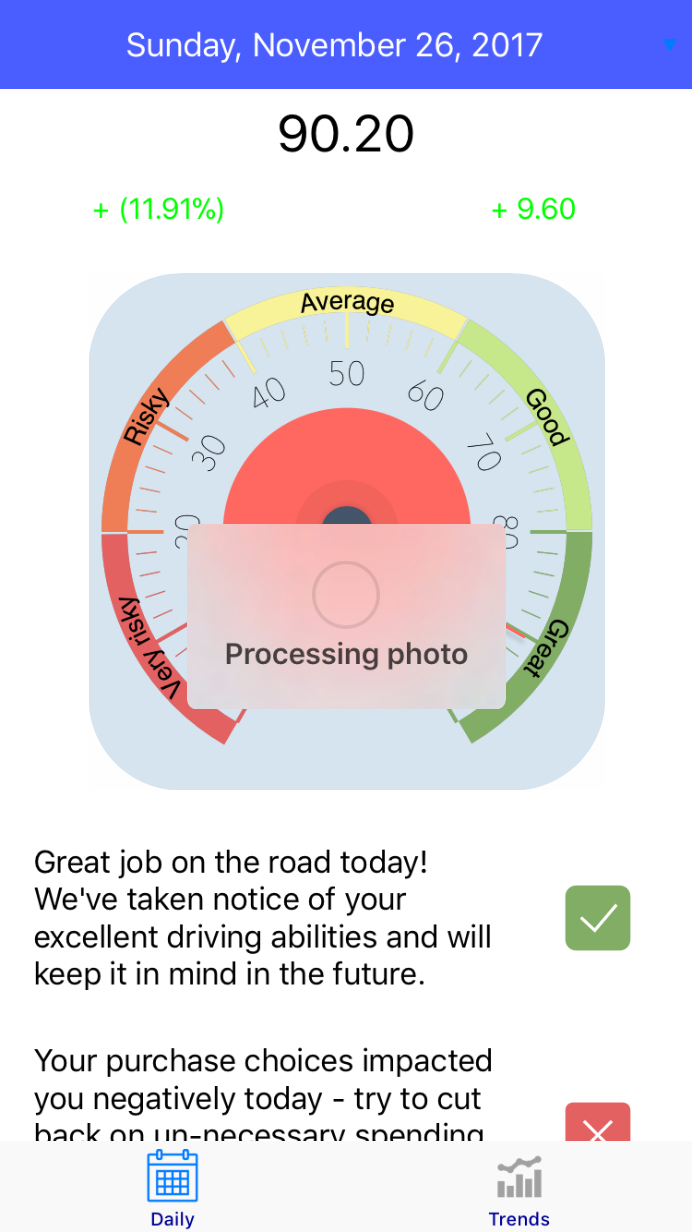 Sunday, November 26, 2017
90.20
+ (11.91%)
+ 9.60
Average
Risky
Good
40
50
60
30
70
20
80
Very risky
Great
Processing photo
Great job on the road today!
We've taken notice of your
excellent driving abilities and will
keep it in mind in the future.
Your purchase choices impacted
you negatively today - try to cut
back on un-necessary spending
Daily
Trends